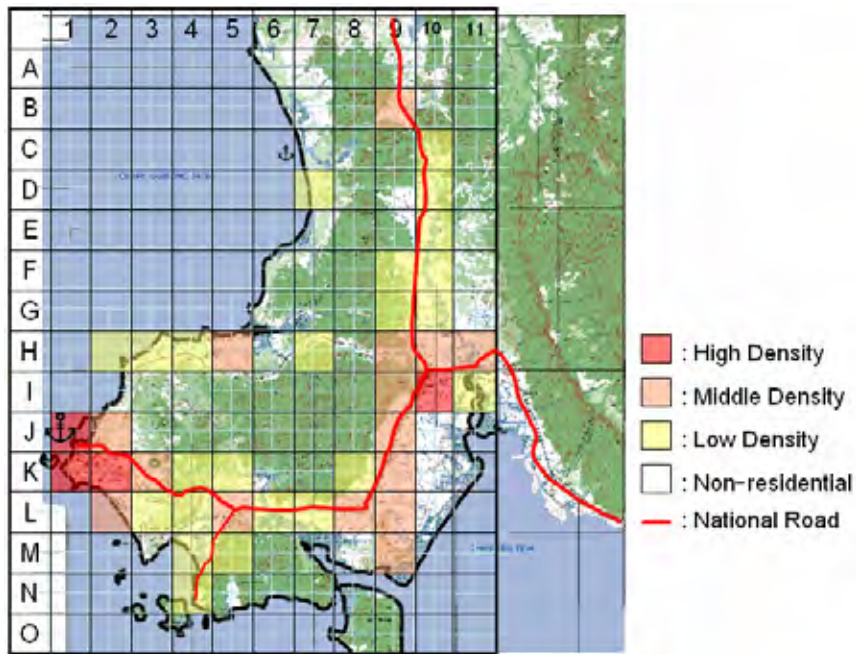 1 2 3 4 5 6 7 8 9 10 11
A
B
C
D
E
F
G
H
I
J
K
L
M
N
O
: High Density
: Middle Density
: Low Density
: Non-residential
: National Road